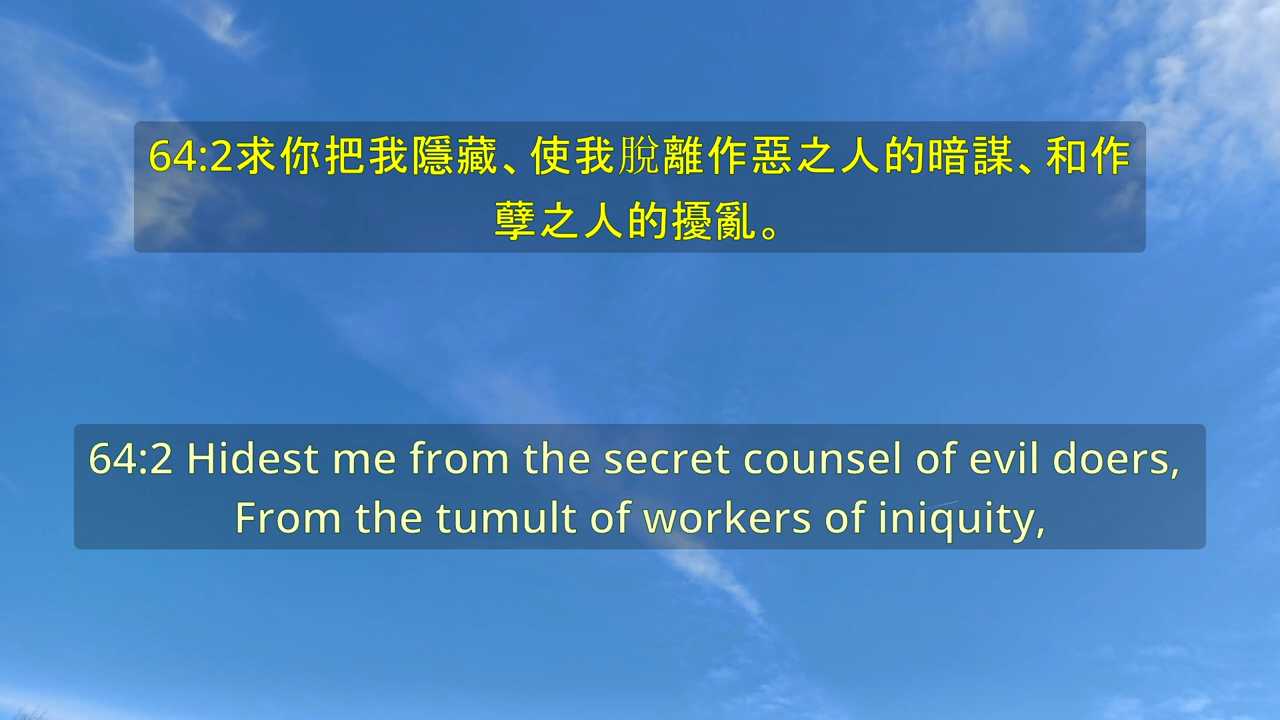 64:2求你把我隱藏、使我脫離作惡之人的暗謀、和作
孽之人的擾亂。
64:2 Hidest me from the secret counsel of evil doers,
From the tumult of workers of iniquity,